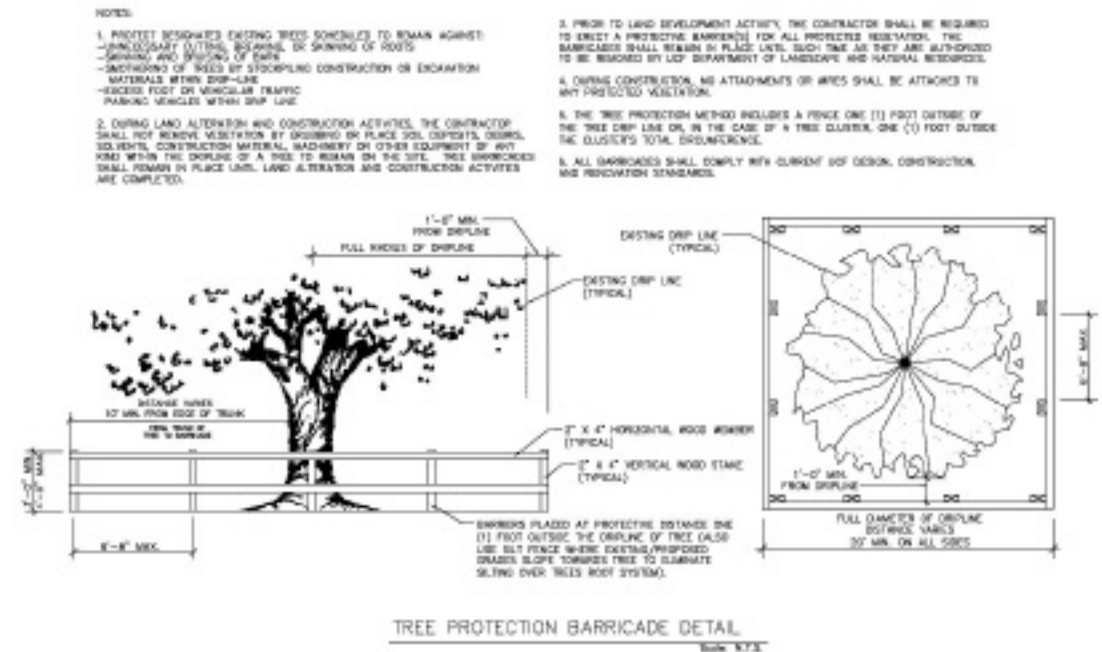 NOTES:
1. PROTECT DESIGNATED EXISTING TREES SCHEDULED TO REMAIN AGAINST:
-UNNECESSARY CUTTING, BREAKING, OR SKINNING OF ROOTS
-SKINNING AND BRUISING OF BARK
-SMOTHERING OF TREES BY STOCKPILING CONSTRUCTION OR EXCAVATION
MATERIALS WITHIN DRIP-LINE
-EXCESS FOOT OR VEHICULAR TRAFFIC
PARKING VEHICLES WITHIN DRIP LINE
2. DURING LAND ALTERATION AND CONSTRUCTION ACTIVITIES, THE CONTRACTOR
SHALL NOT REMOVE VEGETATION BY GRUBBING OR PLACE SOIL DEPOSITS, DEBRIS,
SOLVENTS, CONSTRUCTION MATERIAL, MACHINERY OR OTHER EQUIPMENT OF ANY
KIND WITHIN THE DRIPLINE OF A TREE TO REMAIN ON THE SITE. TREE BARRICADES
SHALL REMAIN IN PLACE UNTIL LAND ALTERATION AND CONSTRUCTION ACTIVITIES
ARE COMPLETED.
3. PRIOR TO LAND DEVELOPMENT ACTIVITY, THE CONTRACTOR SHALL BE REQUIRED
TO ERECT A PROTECTIVE BARRIER(S) FOR ALL PROTECTED VEGETATION. THE
BARRICADES SHALL REMAIN IN PLACE UNTIL SUCH TIME AS THEY ARE AUTHORIZED
TO BE REMOVED BY UCF DEPARTMENT OF LANDSCAPE AND NATURAL RESOURCES.
4. DURING CONSTRUCTION, NO ATTACHMENTS OR WIRES SHALL BE ATTACHED TO
ANY PROTECTED VEGETATION.
5. THE TREE PROTECTION METHOD INCLUDES A FENCE ONE (1) FOOT OUTSIDE OF
THE TREE DRIP LINE OR, IN THE CASE OF A TREE CLUSTER, ONE (1) FOOT OUTSIDE
THE CLUSTER'S TOTAL CIRCUMFERENCE.
6. ALL BARRICADES SHALL COMPLY WITH CURRENT UCF DESIGN, CONSTRUCTION,
AND RENOVATION STANDARDS.
1'-0" MIN.
FROM DRIPLINE
FULL RADIUS OF DRIPLINE
EXISTING DRIP LINE
(TYPICAL)
DISTANCE VARIES
10' MIN. FROM EDGE OF TRUNK
2" X 4" HORIZONTAL WOOD MEMBER
(TYPICAL)
2" X 4" VERTICAL WOOD STAKE
(TYPICAL)
MIN.
MAX.
MAX.
BARRIERS PLACED AT PROTECTIVE DISTANCE ONE
(1) FOOT OUTSIDE THE DRIPLINE OF TREE (ALSO
USE SILT FENCE WHERE EXISTING/PROPOSED
GRADES SLOPE TOWARDS TREE TO ELIMINATE
SILTING OVER TREES ROOT SYSTEM).
EXISTING DRIP LINE
(TYPICAL)
MAX.
1'-0" MIN.
FROM DRIPLINE
FULL DIAMETER OF DRIPLINE
DISTANCE VARIES
20' MIN. ON ALL SIDES
TREE PROTECTION BARRICADE DETAIL
Scale: N.T.S.